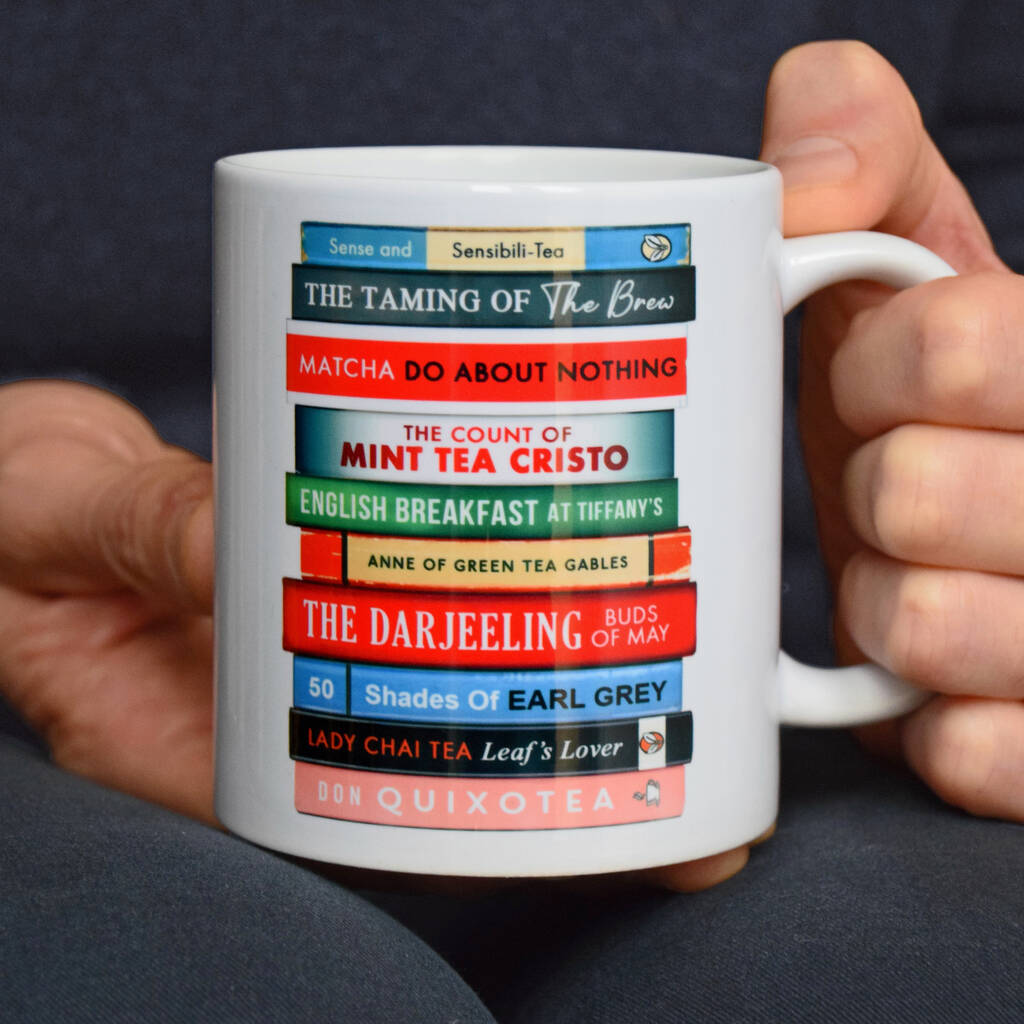 Sense and Sensibili-Tea
THE TAMING OF The Brew
MATCHA DO ABOUT NOTHING
THE COUNT OF
MINT TEA CRISTO
ENGLISH BREAKFAST AT TIFFANY'S
ANNE OF GREEN TEA GABLES
THE DARJEELING BUDS
OF MAY
50 Shades Of EARL GREY
LADY CHAI TEA Leaf's Lover
DON QUIXOTEA